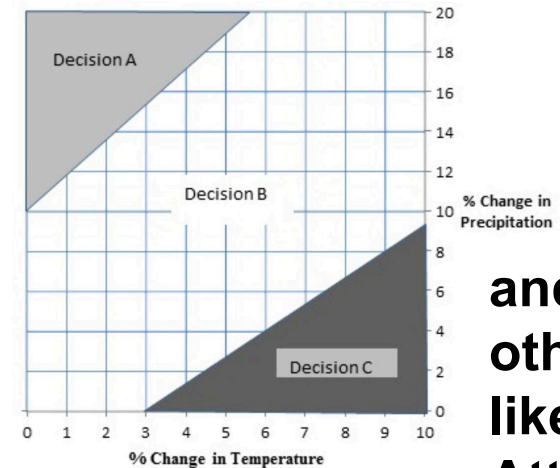 20
Decision A
18
16
14
12
Decision B
10
% Change in
Precipitation
8
6
4
Decision C
2
0
0 1 2 3 4 5 6 7 8 9 10
% Change in Temperature
and
oth
like